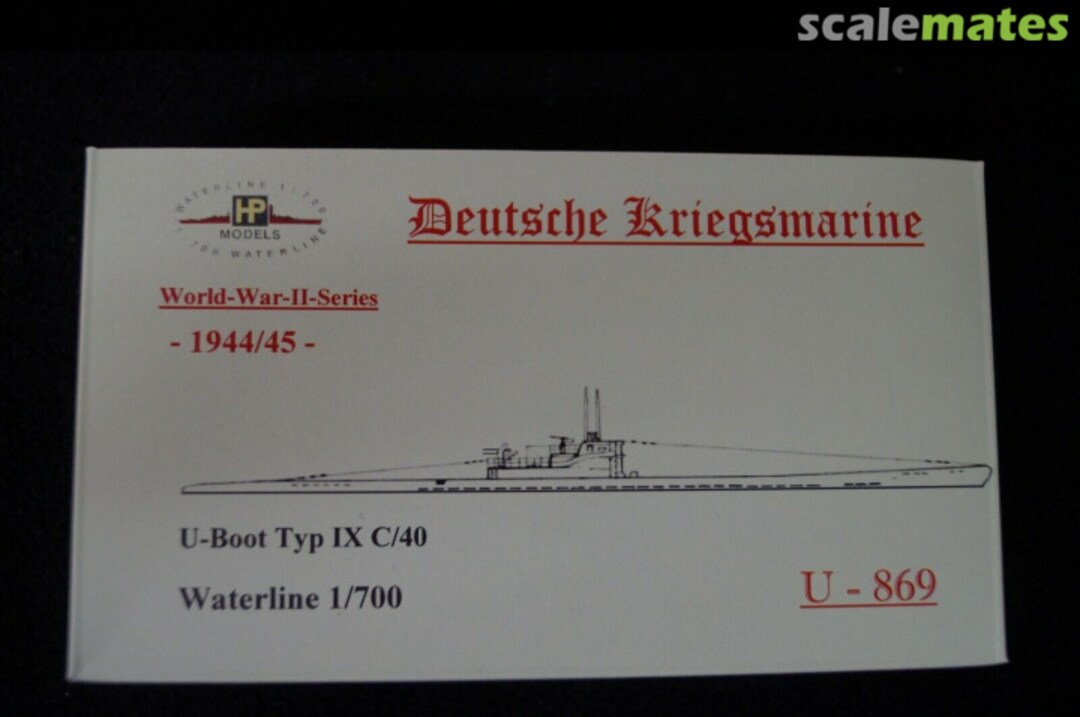 scalemates
WATERLINE 1:700
HP
MODELS
1:700 WATERLINE
Deutsche Kriegsmarine
World-War-II-Series
- 1944/45 -
U-Boot Typ IX C/40
Waterline 1/700
U - 869